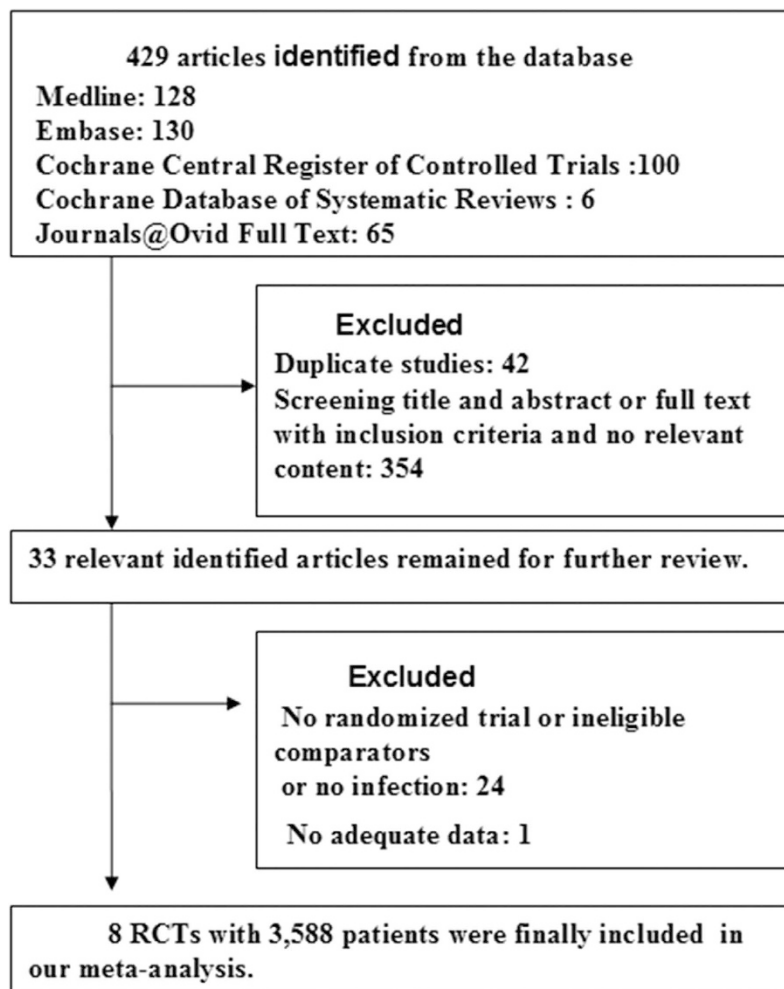 429 articles identified from the database
Medline: 128
Embase: 130
Cochrane Central Register of Controlled Trials :100
Cochrane Database of Systematic Reviews : 6
Journals@Ovid Full Text: 65
Excluded
Duplicate studies: 42
Screening title and abstract or full text
with inclusion criteria and no relevant
content: 354
33 relevant identified articles remained for further review.
Excluded
No randomized trial or ineligible
comparators
or no infection: 24
No adequate data: 1
8 RCTs with 3,588 patients were finally included in
our meta-analysis.